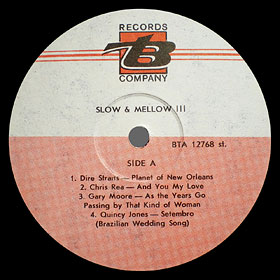 RECORDS
TB
COMPANY
SLOW & MELLOW III
BTA 12768 st.
SIDE A
1. Dire Straits — Planet of New Orleans
2. Chris Rea — And You My Love
3. Gary Moore — As the Years Go
Passing by That Kind of Woman
4. Quincy Jones — Setembro
(Brazilian Wedding Song)